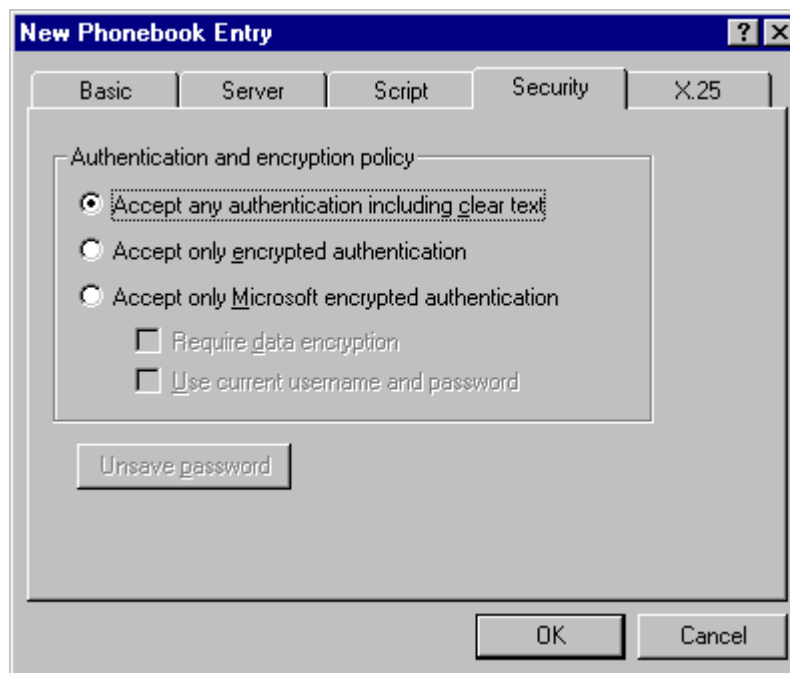 New Phonebook Entry
Basic Server Script Security X.25
Authentication and encryption policy
Accept any authentication including clear text
Accept only encrypted authentication
Accept only Microsoft encrypted authentication
Require data encryption
Use current username and password
Unsave password
OK Cancel